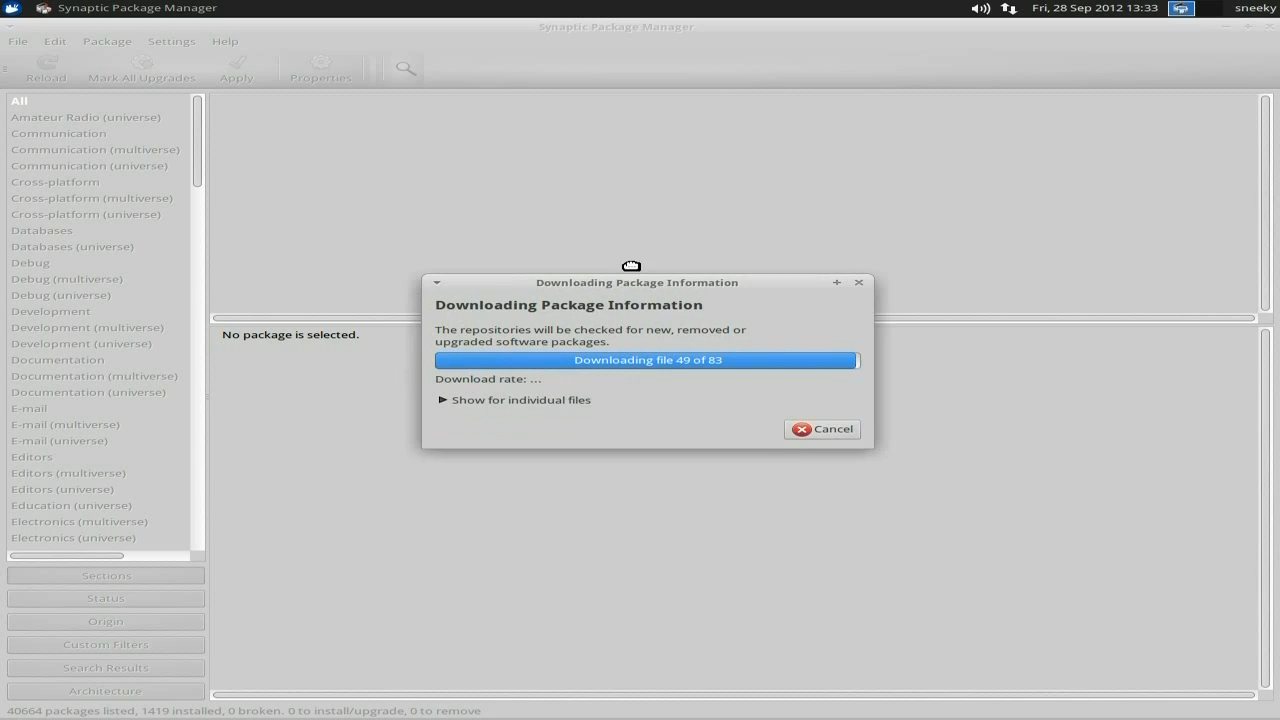 Synaptic Package Manager
Fri, 28 Sep 2012 13:33
sneeky
Synaptic Package Manager
File Edit Package Settings Help
Reload Mark All Upgrades Apply Properties
All
Amateur Radio (universe)
Communication
Communication (multiverse)
Communication (universe)
Cross-platform
Cross-platform (multiverse)
Cross-platform (universe)
Databases
Databases (universe)
Debug
Debug (multiverse)
Debug (universe)
Development
Development (multiverse)
Development (universe)
Documentation
Documentation (multiverse)
Documentation (universe)
E-mail
E-mail (multiverse)
E-mail (universe)
Editors
Editors (multiverse)
Editors (universe)
Education (universe)
Electronics (multiverse)
Electronics (universe)
Sections
Status
Origin
Custom Filters
Search Results
Architecture
No package is selected.
Downloading Package Information
Downloading Package Information
The repositories will be checked for new, removed or
upgraded software packages.
Downloading file 49 of 83
Download rate: ...
Show for individual files
Cancel
40664 packages listed, 1419 installed, 0 broken. 0 to install/upgrade, 0 to remove